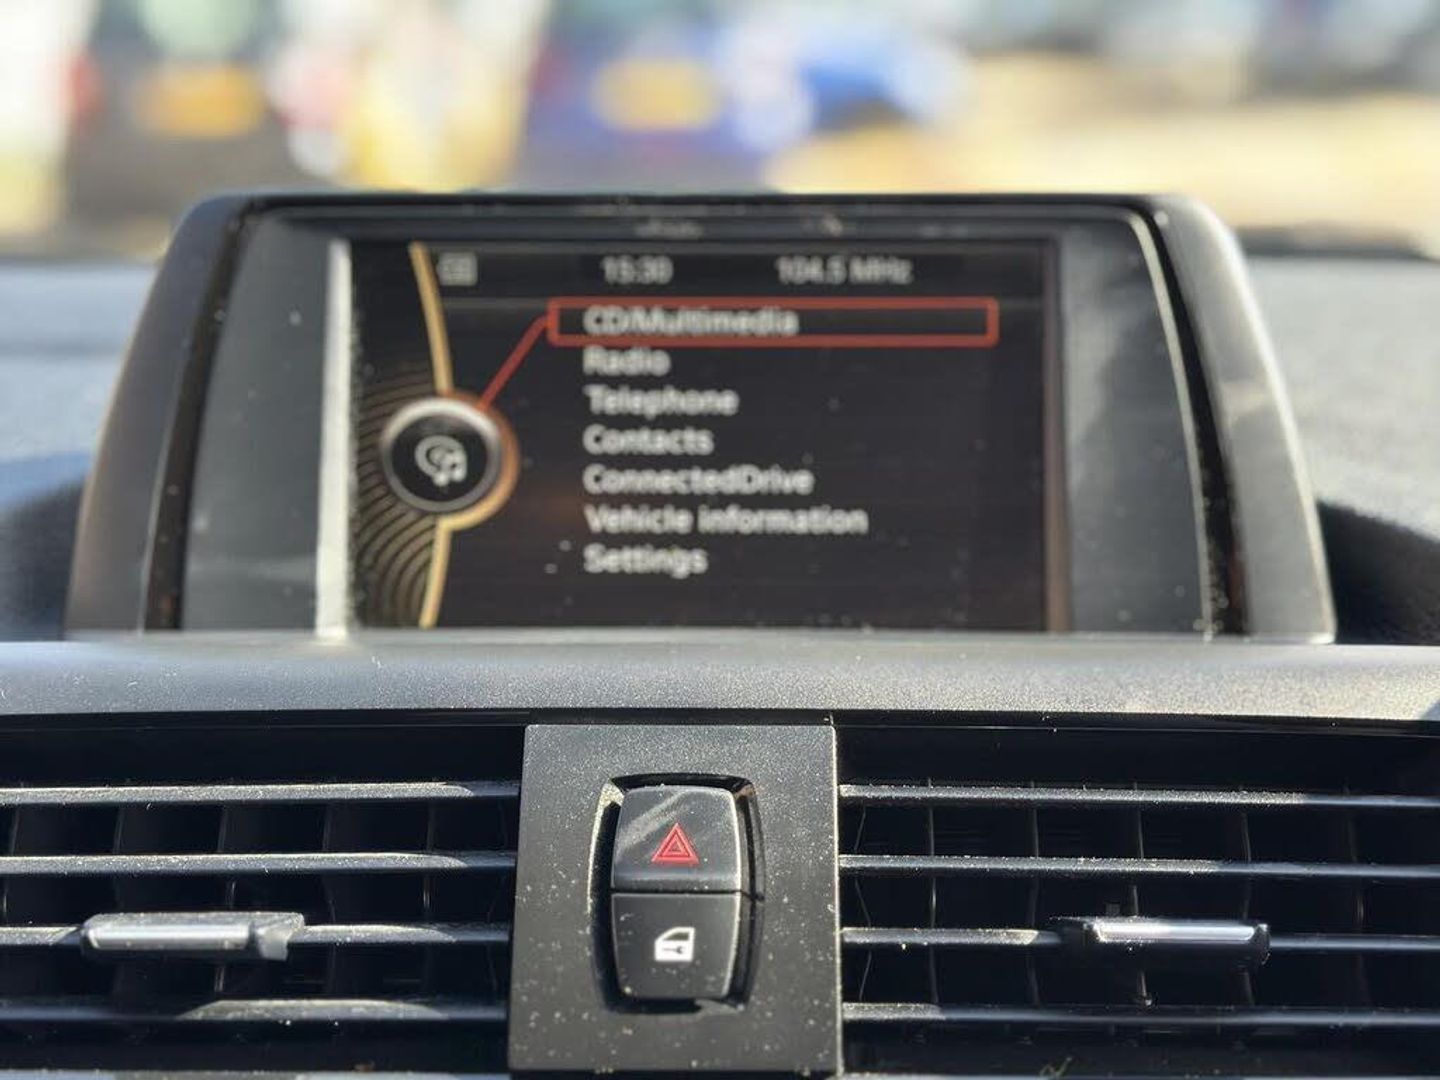 15:30 104.5 MHz
CD/Multimedia
Radio
Telephone
Contacts
ConnectedDrive
Vehicle information
Settings